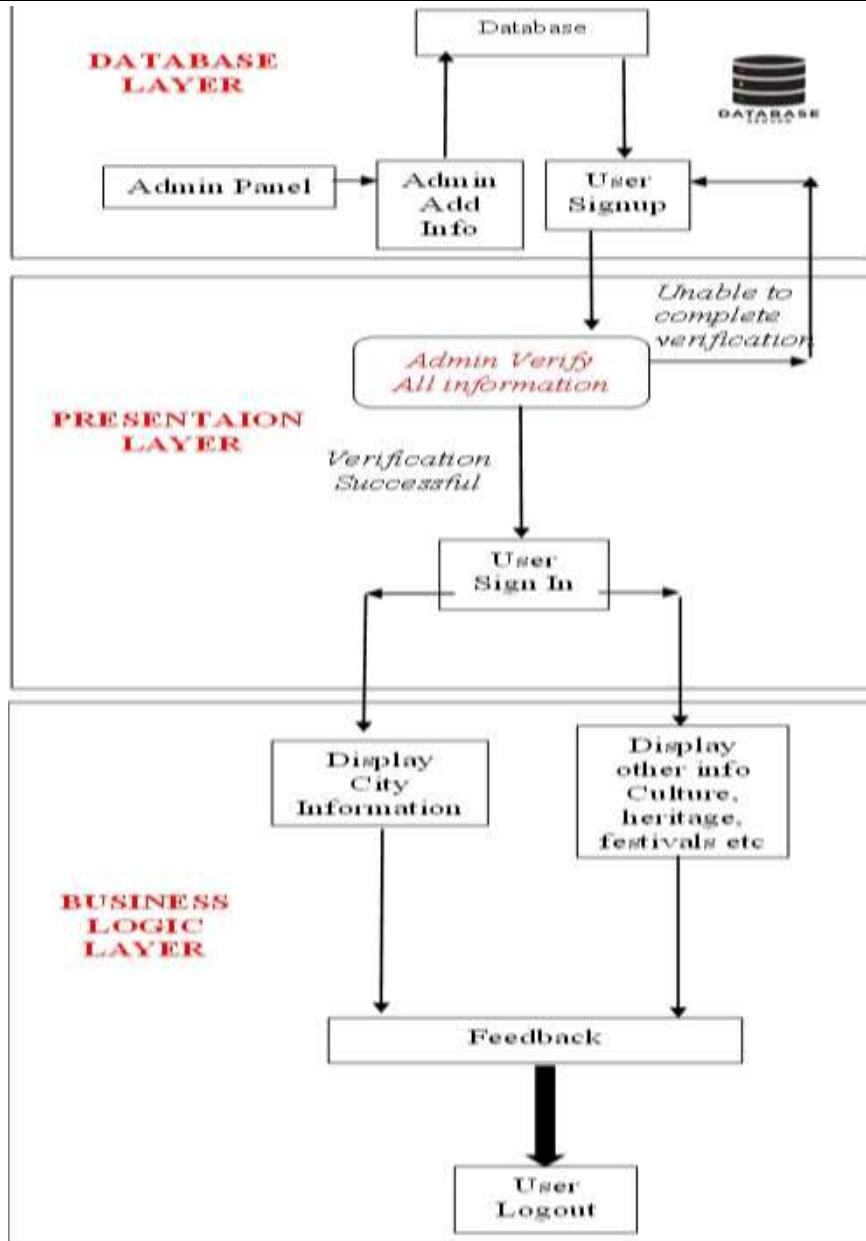 Database
DATABASE
LAYER
DATABASE
SERVER
Admin Panel
Admin
Add
Info
User
Signup
Unable to
complete
verification
Admin Verify
All information
PRESENTAION
LAYER
Verification
Successful
User
Sign In
Display
City
Information
Display
other info
Culture,
heritage,
festivals etc
BUSINESS
LOGIC
LAYER
Feedback
User
Logout